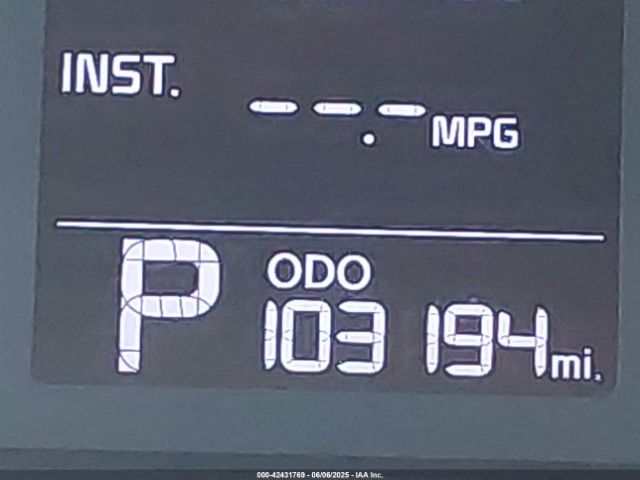 INST.
--.- MPG
P ODO
103 194 mi.
000-42431769 - 06/06/2025 - IAA Inc.